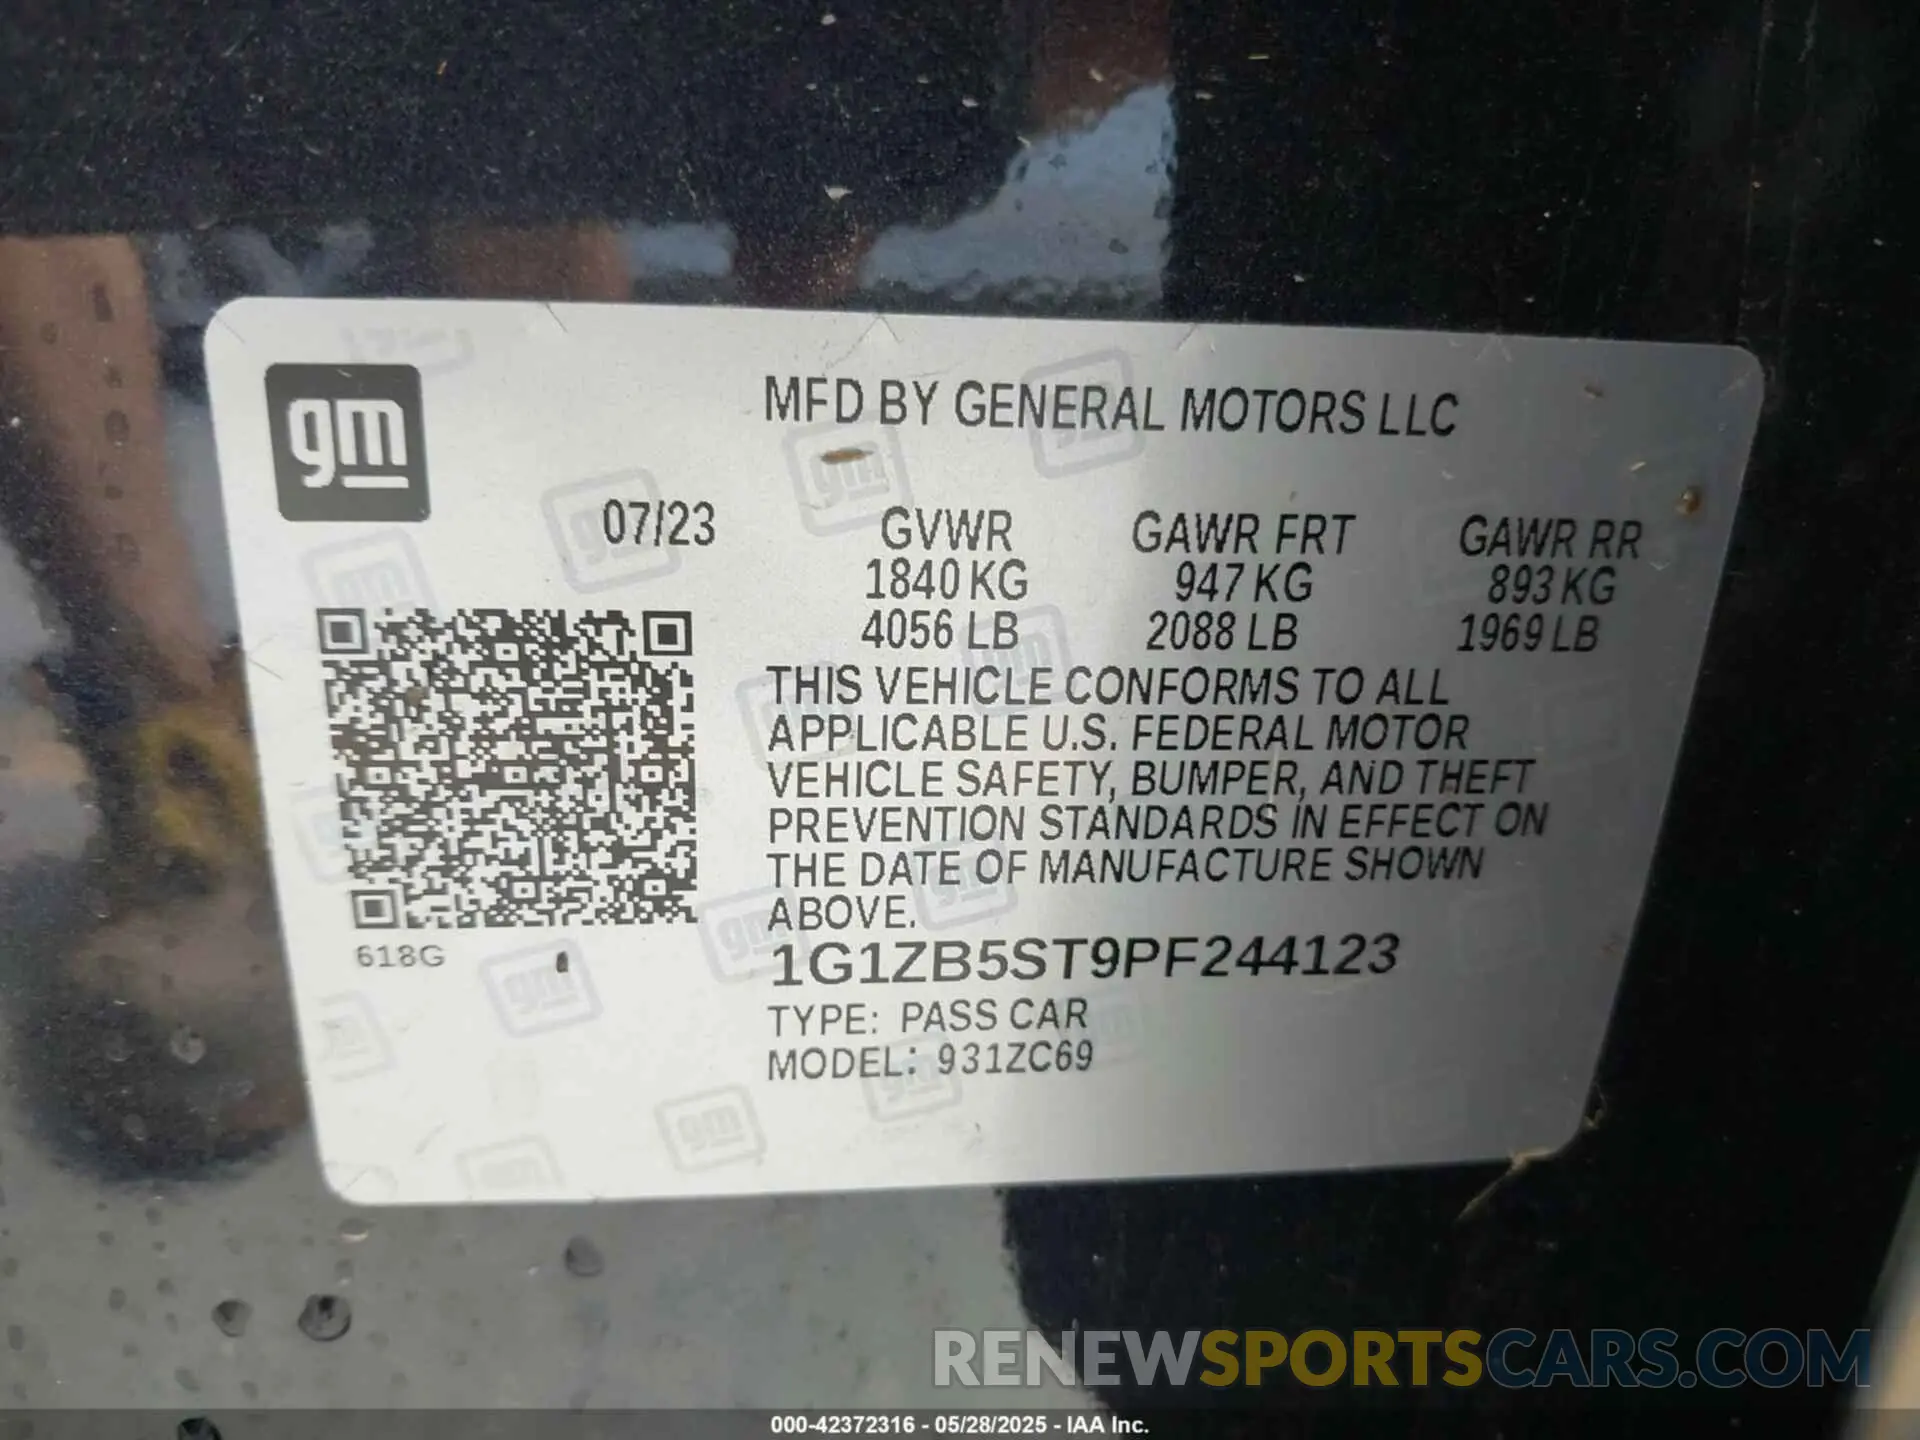 gm
MFD BY GENERAL MOTORS LLC
07/23
GVWR GAWR FRT GAWR RR
1840 KG 947 KG 893 KG
4056 LB 2088 LB 1969 LB
THIS VEHICLE CONFORMS TO ALL
APPLICABLE U.S. FEDERAL MOTOR
VEHICLE SAFETY, BUMPER, AND THEFT
PREVENTION STANDARDS IN EFFECT ON
THE DATE OF MANUFACTURE SHOWN
ABOVE.
618G
1G1ZB5ST9PF244123
TYPE: PASS CAR
MODEL: 931ZC69
RENEWSPORTSCARS.COM
000-42372316 - 05/28/2025 - IAA Inc.